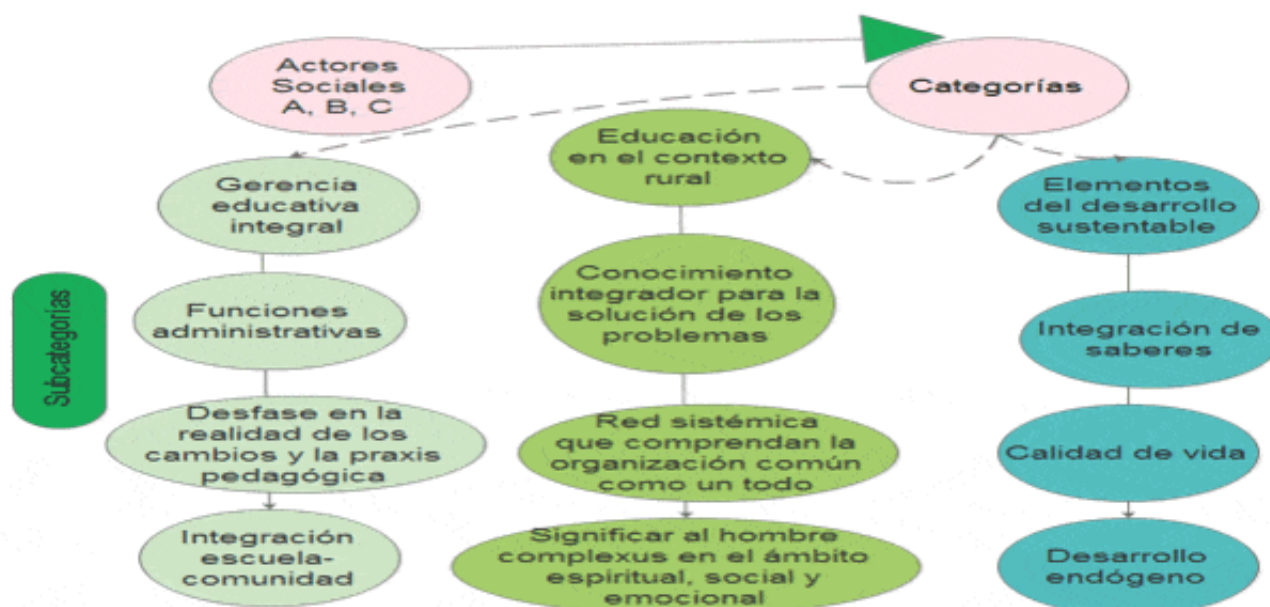 Actores
Sociales
A, B, C
Categorías
Educación
en el contexto
rural
Gerencia
educativa
integral
Elementos
del desarrollo
sustentable
Subcategorias
Funciones
administrativas
Conocimiento
integrador para la
solución de los
problemas
Integración de
saberes
Desfase en la
realidad de los
cambios y la praxis
pedagógica
Red sistémica
que comprendan la
organización común
como un todo
Calidad de vida
Integración
escuela-
comunidad
Significar al hombre
complexus en el ámbito
espiritual, social y
emocional
Desarrollo
endógeno